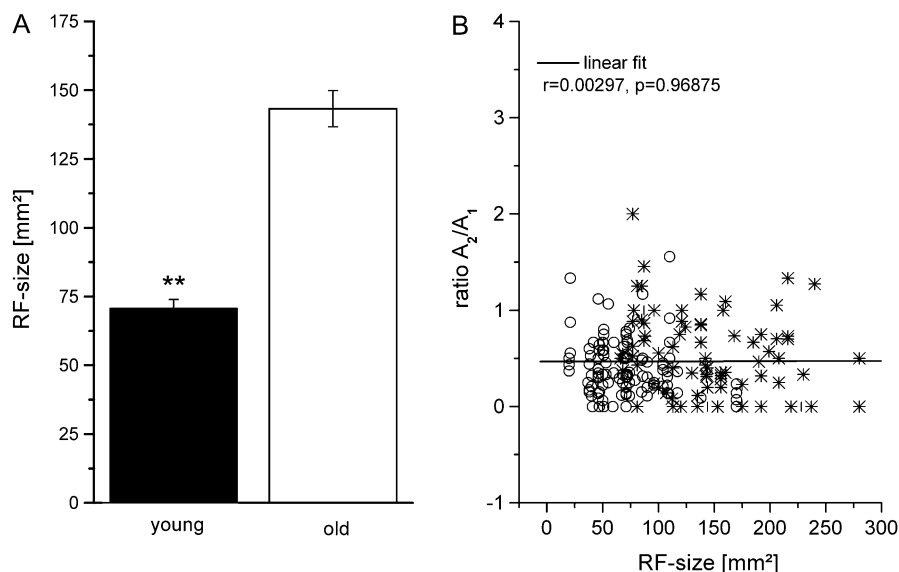 A
RF-size [mm²]
175
150
125
100
75
50
25
0
**
young
old
B
ratio A₂/A₁
4
3
2
1
0
-1
linear fit
r=0.00297, p=0.96875
0 50 100 150 200 250 300
RF-size [mm²]